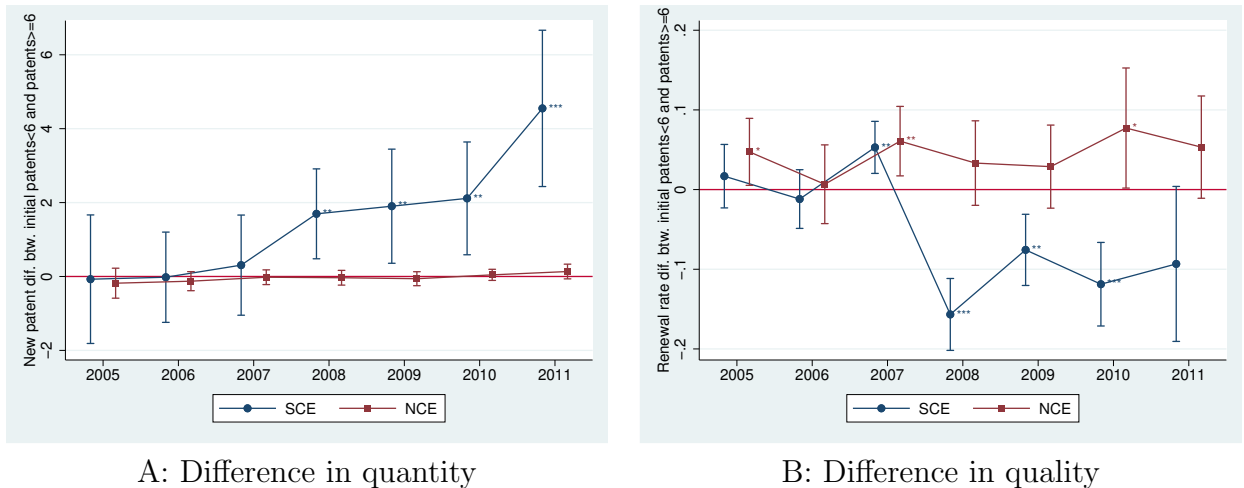 New patent dif. btw. initial patents<6 and patents>=6
6
4
2
0
-2
***
**
**
**
2005 2006 2007 2008 2009 2010 2011
SCE NCE
A: Difference in quantity
Renewal rate dif. btw. initial patents<6 and patents>=6
.2
.1
0
-.1
-.2
*
**
**
*
***
**
***
2005 2006 2007 2008 2009 2010 2011
SCE NCE
B: Difference in quality